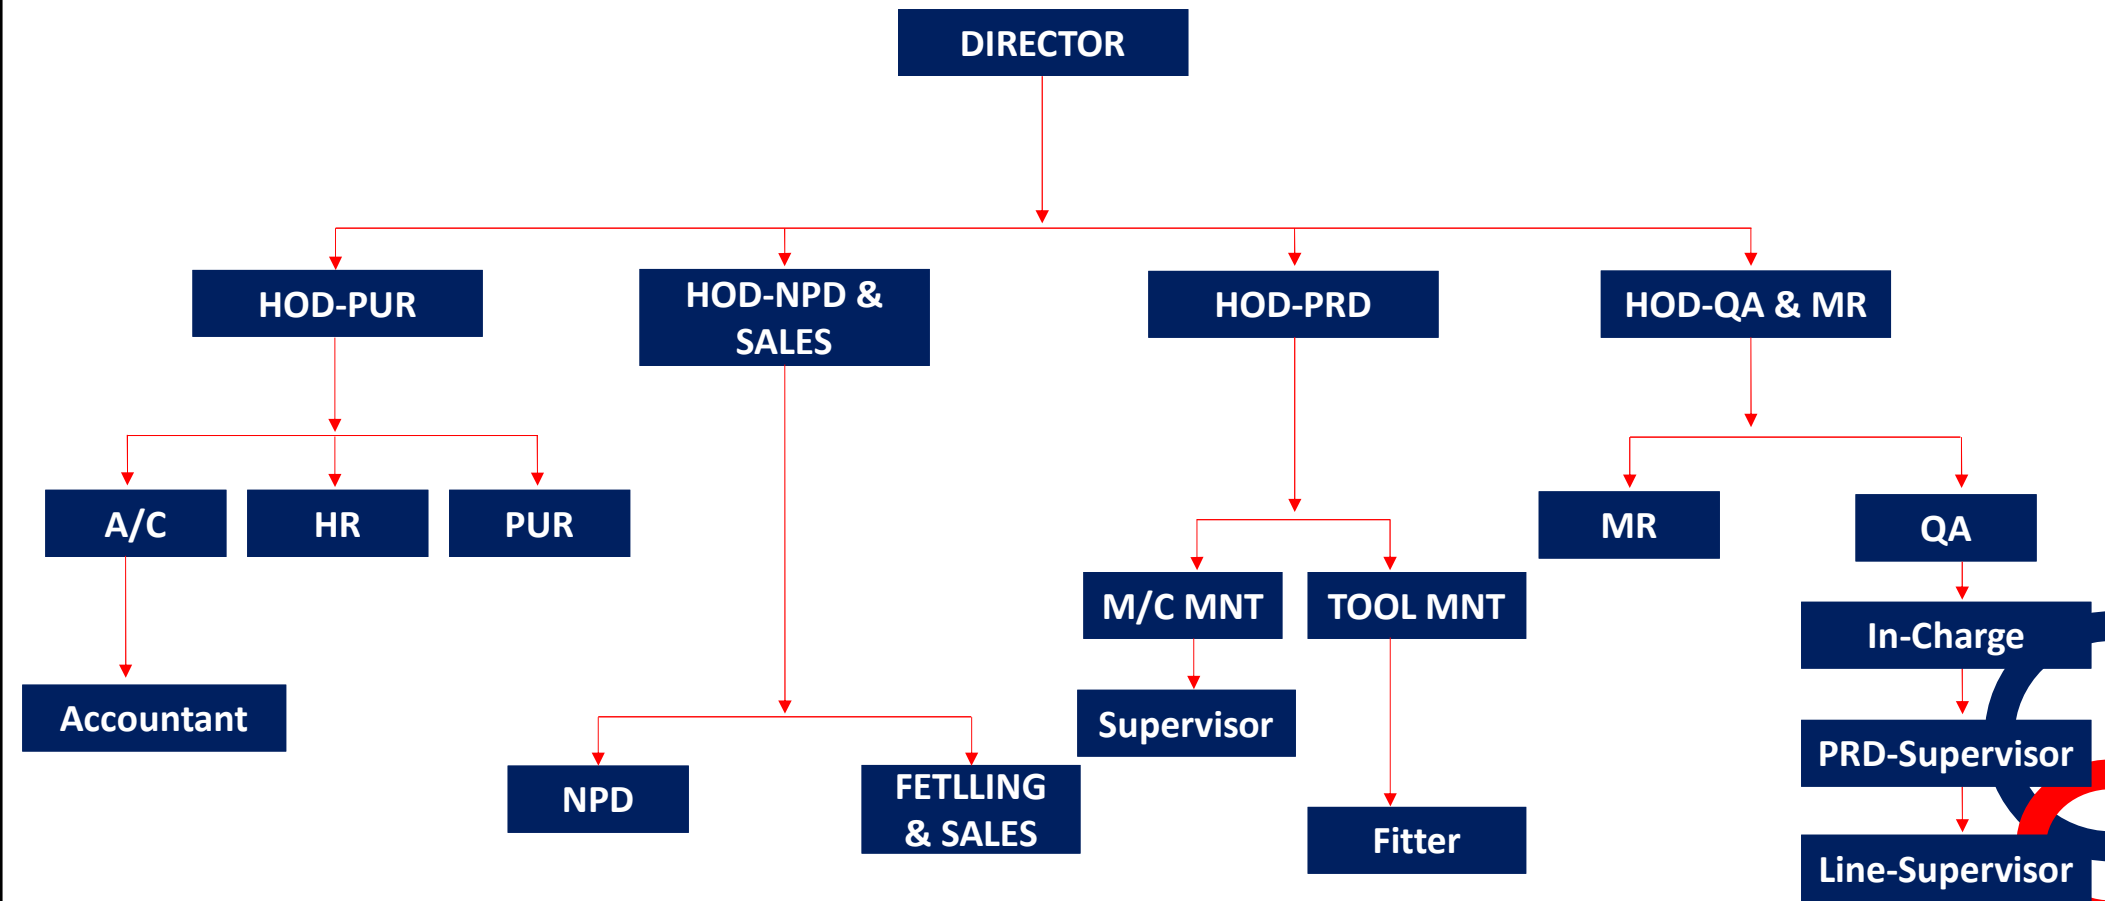 DIRECTOR
HOD-PUR
HOD-NPD &
SALES
HOD-PRD
HOD-QA & MR
A/C
HR
PUR
MR
QA
M/C MNT
TOOL MNT
In-Charge
Accountant
Supervisor
PRD-Supervisor
NPD
FETLLING
& SALES
Fitter
Line-Supervisor